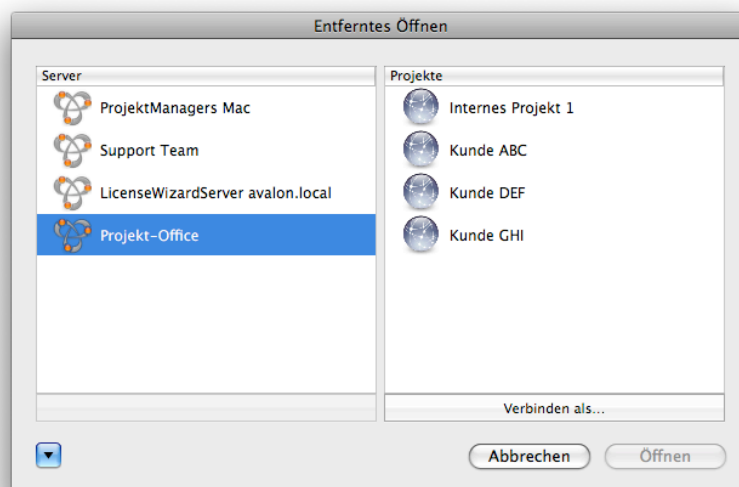 Entferntes Öffnen
Server
ProjektManagers Mac
Support Team
LicenseWizardServer avalon.local
Projekt-Office
Projekte
Internes Projekt 1
Kunde ABC
Kunde DEF
Kunde GHI
Verbinden als...
Abbrechen
Öffnen